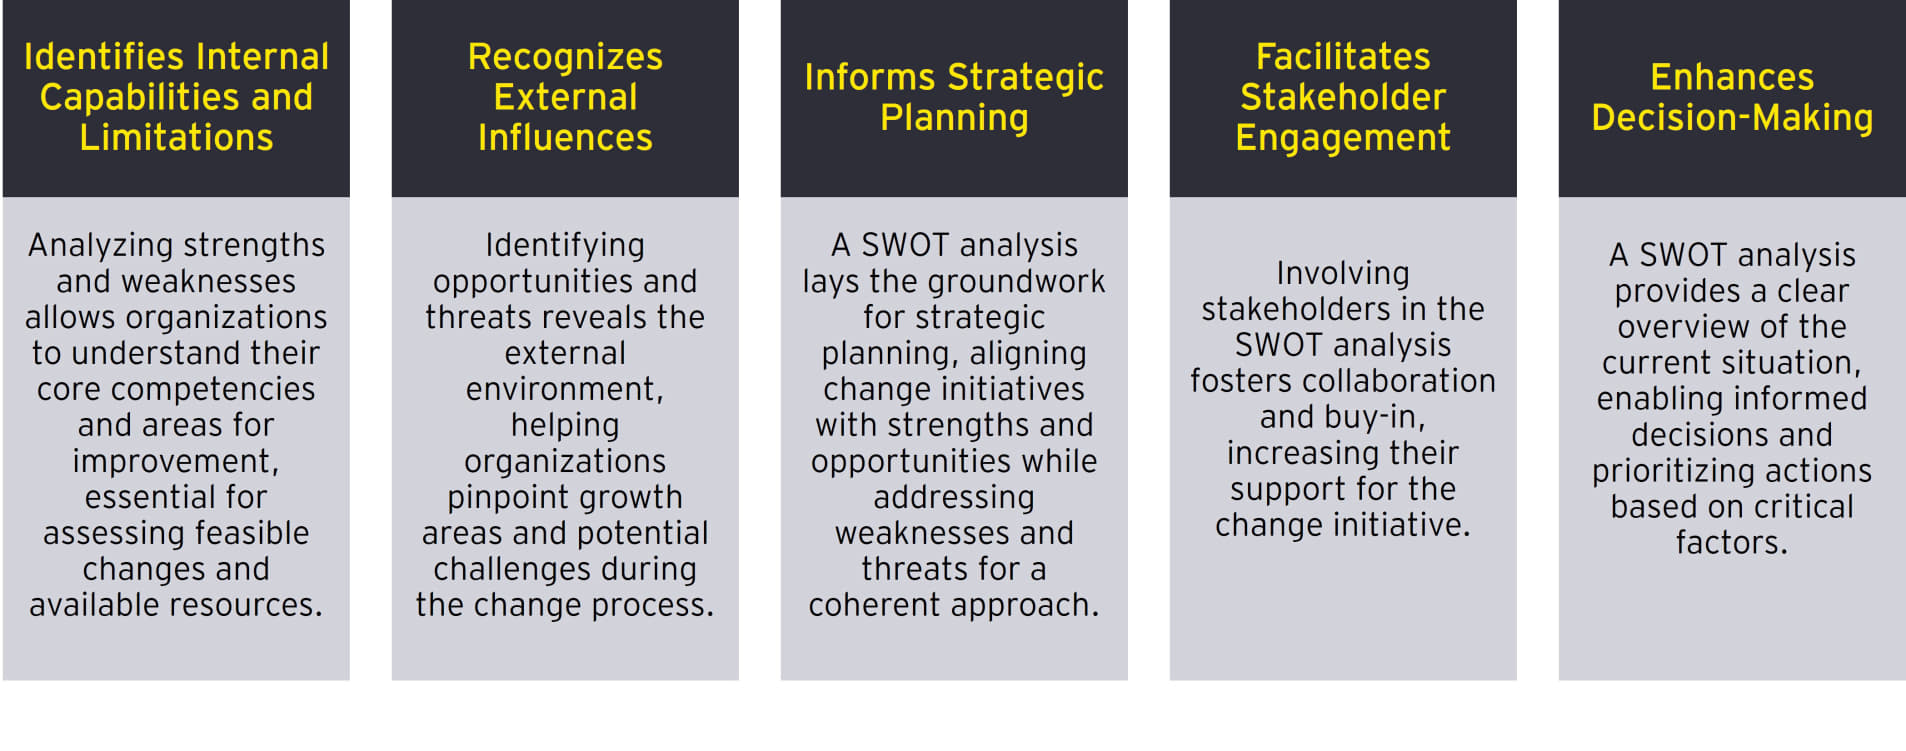 Identifies Internal
Capabilities and
Limitations
Analyzing strengths
and weaknesses
allows organizations
to understand their
core competencies
and areas for
improvement,
essential for
assessing feasible
changes and
available resources.
Recognizes
External
Influences
Identifying
opportunities and
threats reveals the
external
environment,
helping
organizations
pinpoint growth
areas and potential
challenges during
the change process.
Informs Strategic
Planning
A SWOT analysis
lays the groundwork
for strategic
planning, aligning
change initiatives
with strengths and
opportunities while
addressing
weaknesses and
threats for a
coherent approach.
Facilitates
Stakeholder
Engagement
Involving
stakeholders in the
SWOT analysis
fosters collaboration
and buy-in,
increasing their
support for the
change initiative.
Enhances
Decision-Making
A SWOT analysis
provides a clear
overview of the
current situation,
enabling informed
decisions and
prioritizing actions
based on critical
factors.